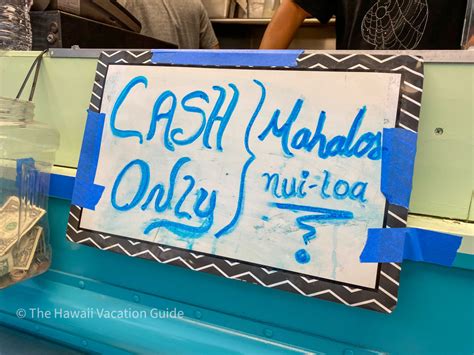 CASH
Only
Mahalos
nui-loa
© The Hawaii Vacation Guide